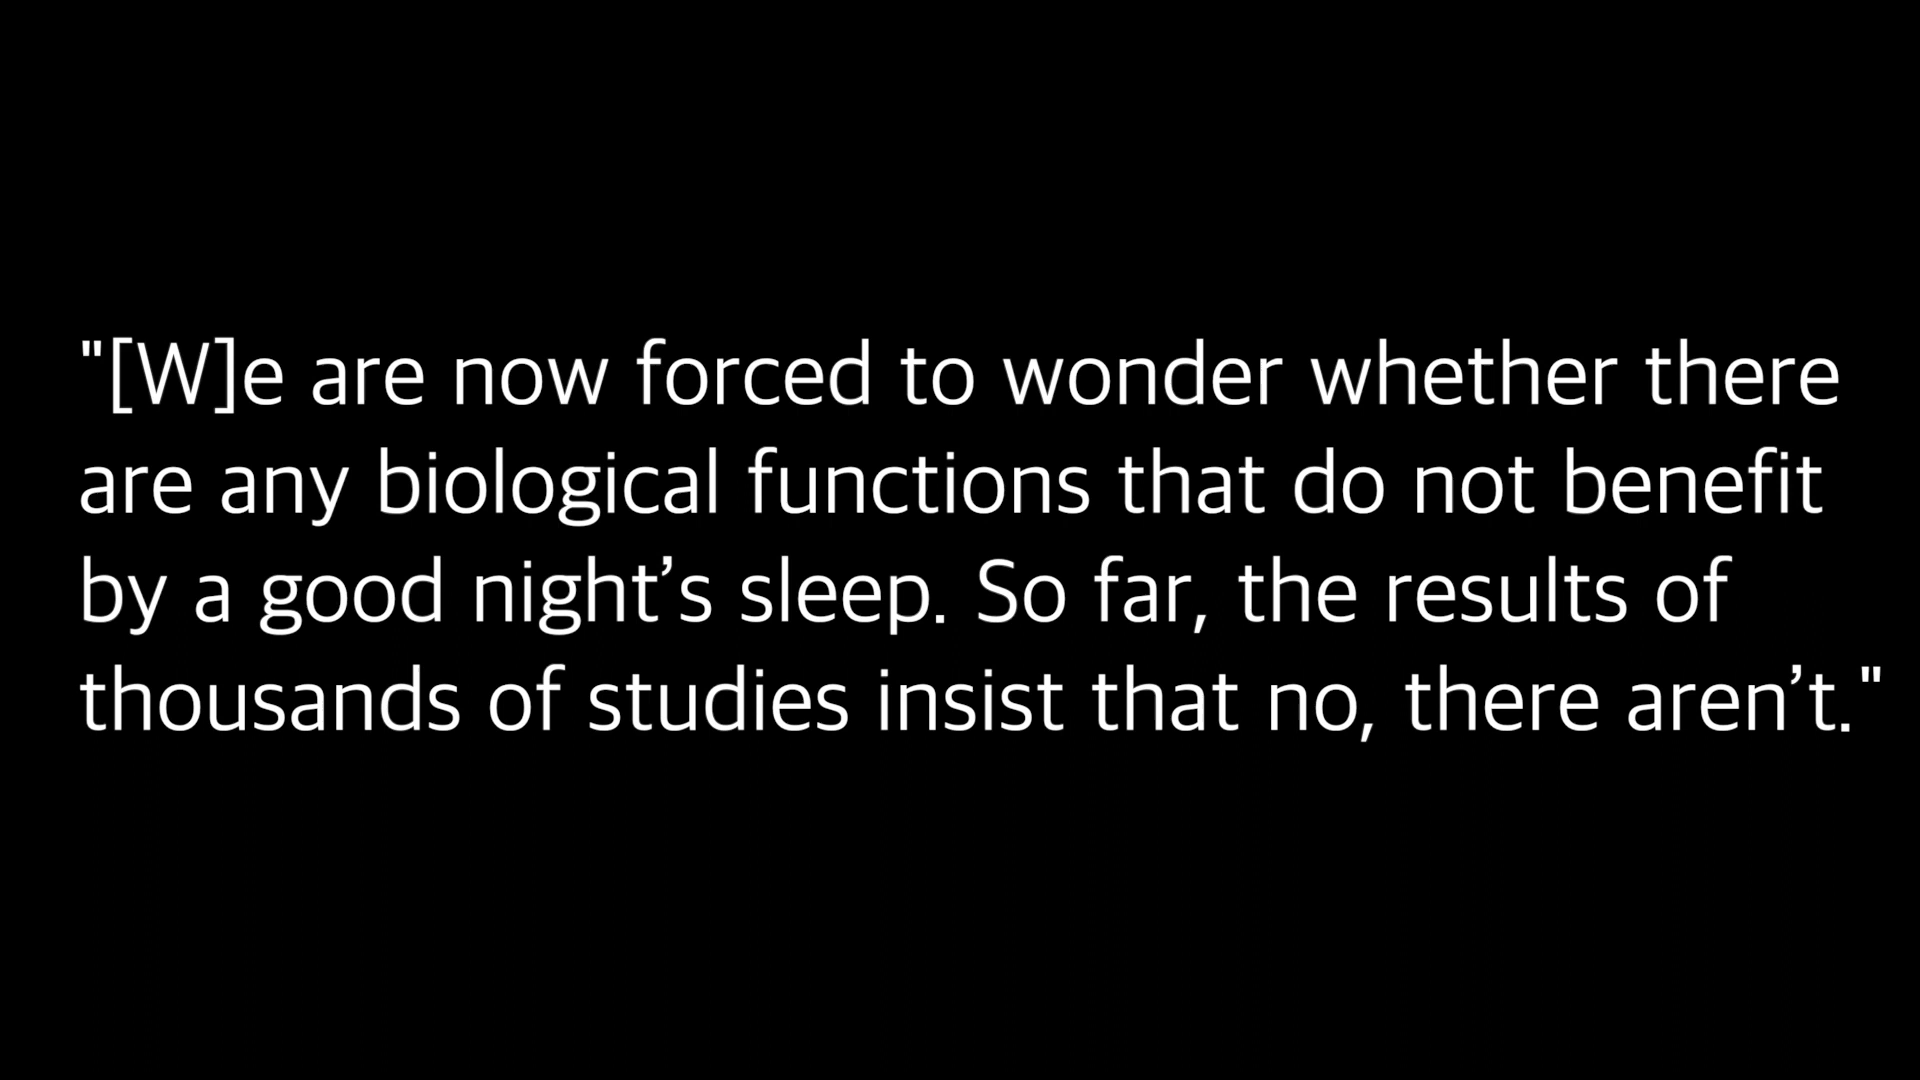 "[W]e are now forced to wonder whether there
are any biological functions that do not benefit
by a good night’s sleep. So far, the results of
thousands of studies insist that no, there aren’t."